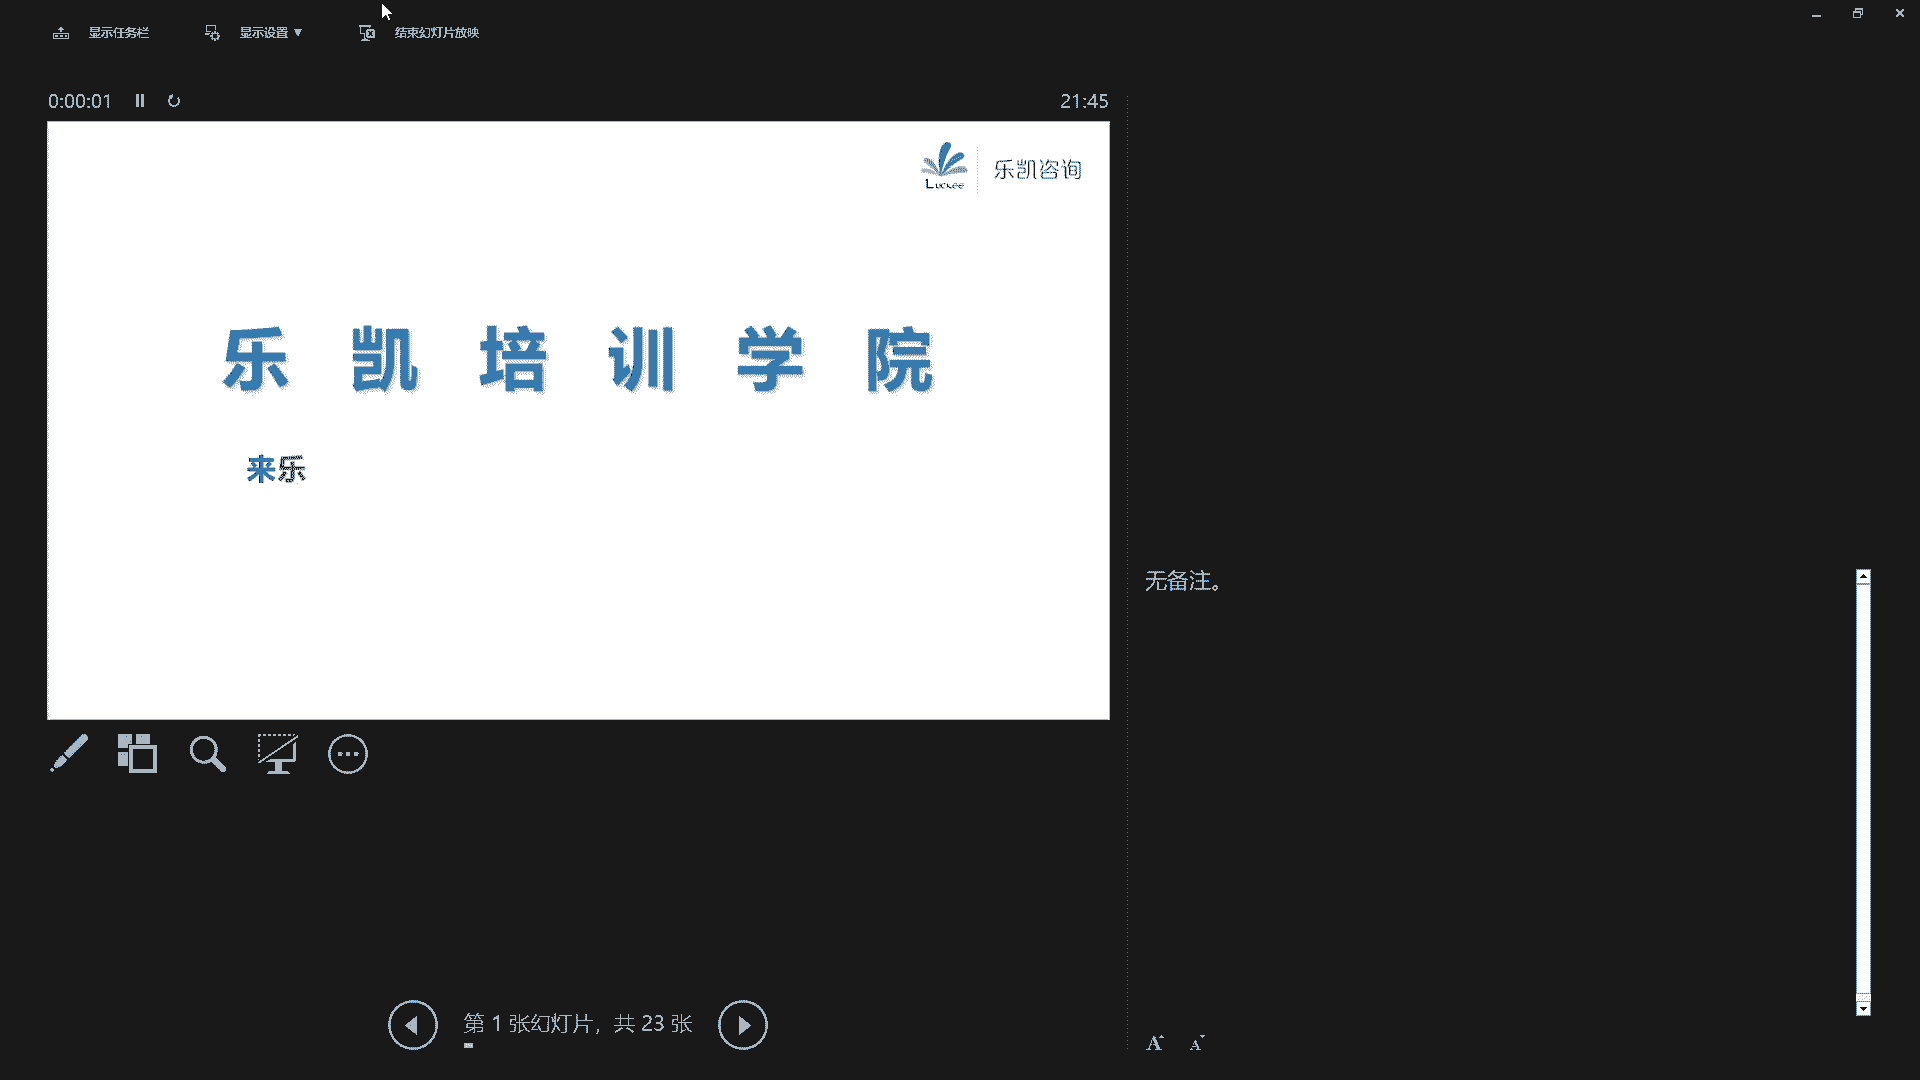 显示任务栏
显示设置 ▼
结束幻灯片放映
0:00:01
21:45
Luckee
乐凯咨询
乐凯培训学院
来乐
无备注。
第 1 张幻灯片，共 23 张
A A